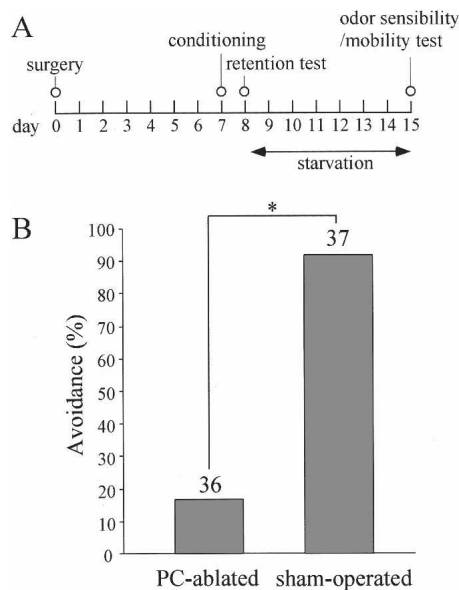 A
odor sensibility
/mobility test
conditioning
surgery
retention test
day 0 1 2 3 4 5 6 7 8 9 10 11 12 13 14 15
starvation
B
*
37
36
Avoidance (%)
100
90
80
70
60
50
40
30
20
10
0
PC-ablated sham-operated